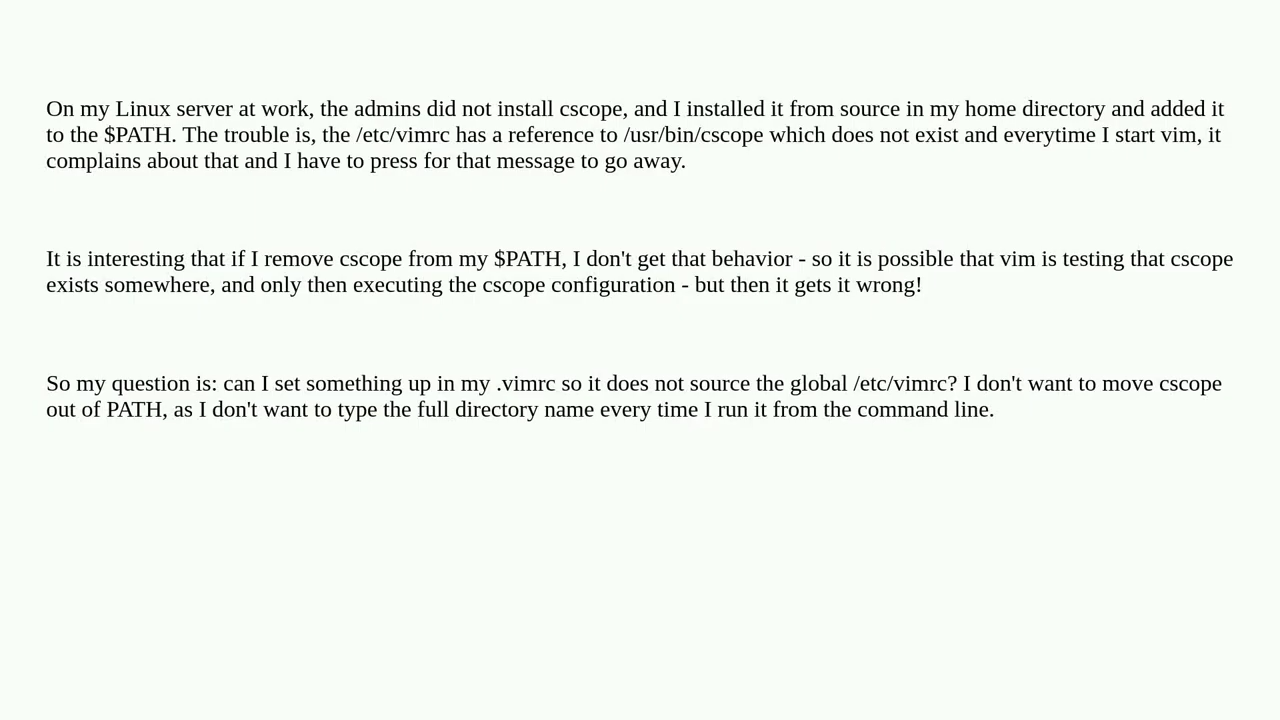 On my Linux server at work, the admins did not install cscope, and I installed it from source in my home directory and added it
to the $PATH. The trouble is, the /etc/vimrc has a reference to /usr/bin/cscope which does not exist and everytime I start vim, it
complains about that and I have to press for that message to go away.
It is interesting that if I remove cscope from my $PATH, I don't get that behavior - so it is possible that vim is testing that cscope
exists somewhere, and only then executing the cscope configuration - but then it gets it wrong!
So my question is: can I set something up in my .vimrc so it does not source the global /etc/vimrc? I don't want to move cscope
out of PATH, as I don't want to type the full directory name every time I run it from the command line.